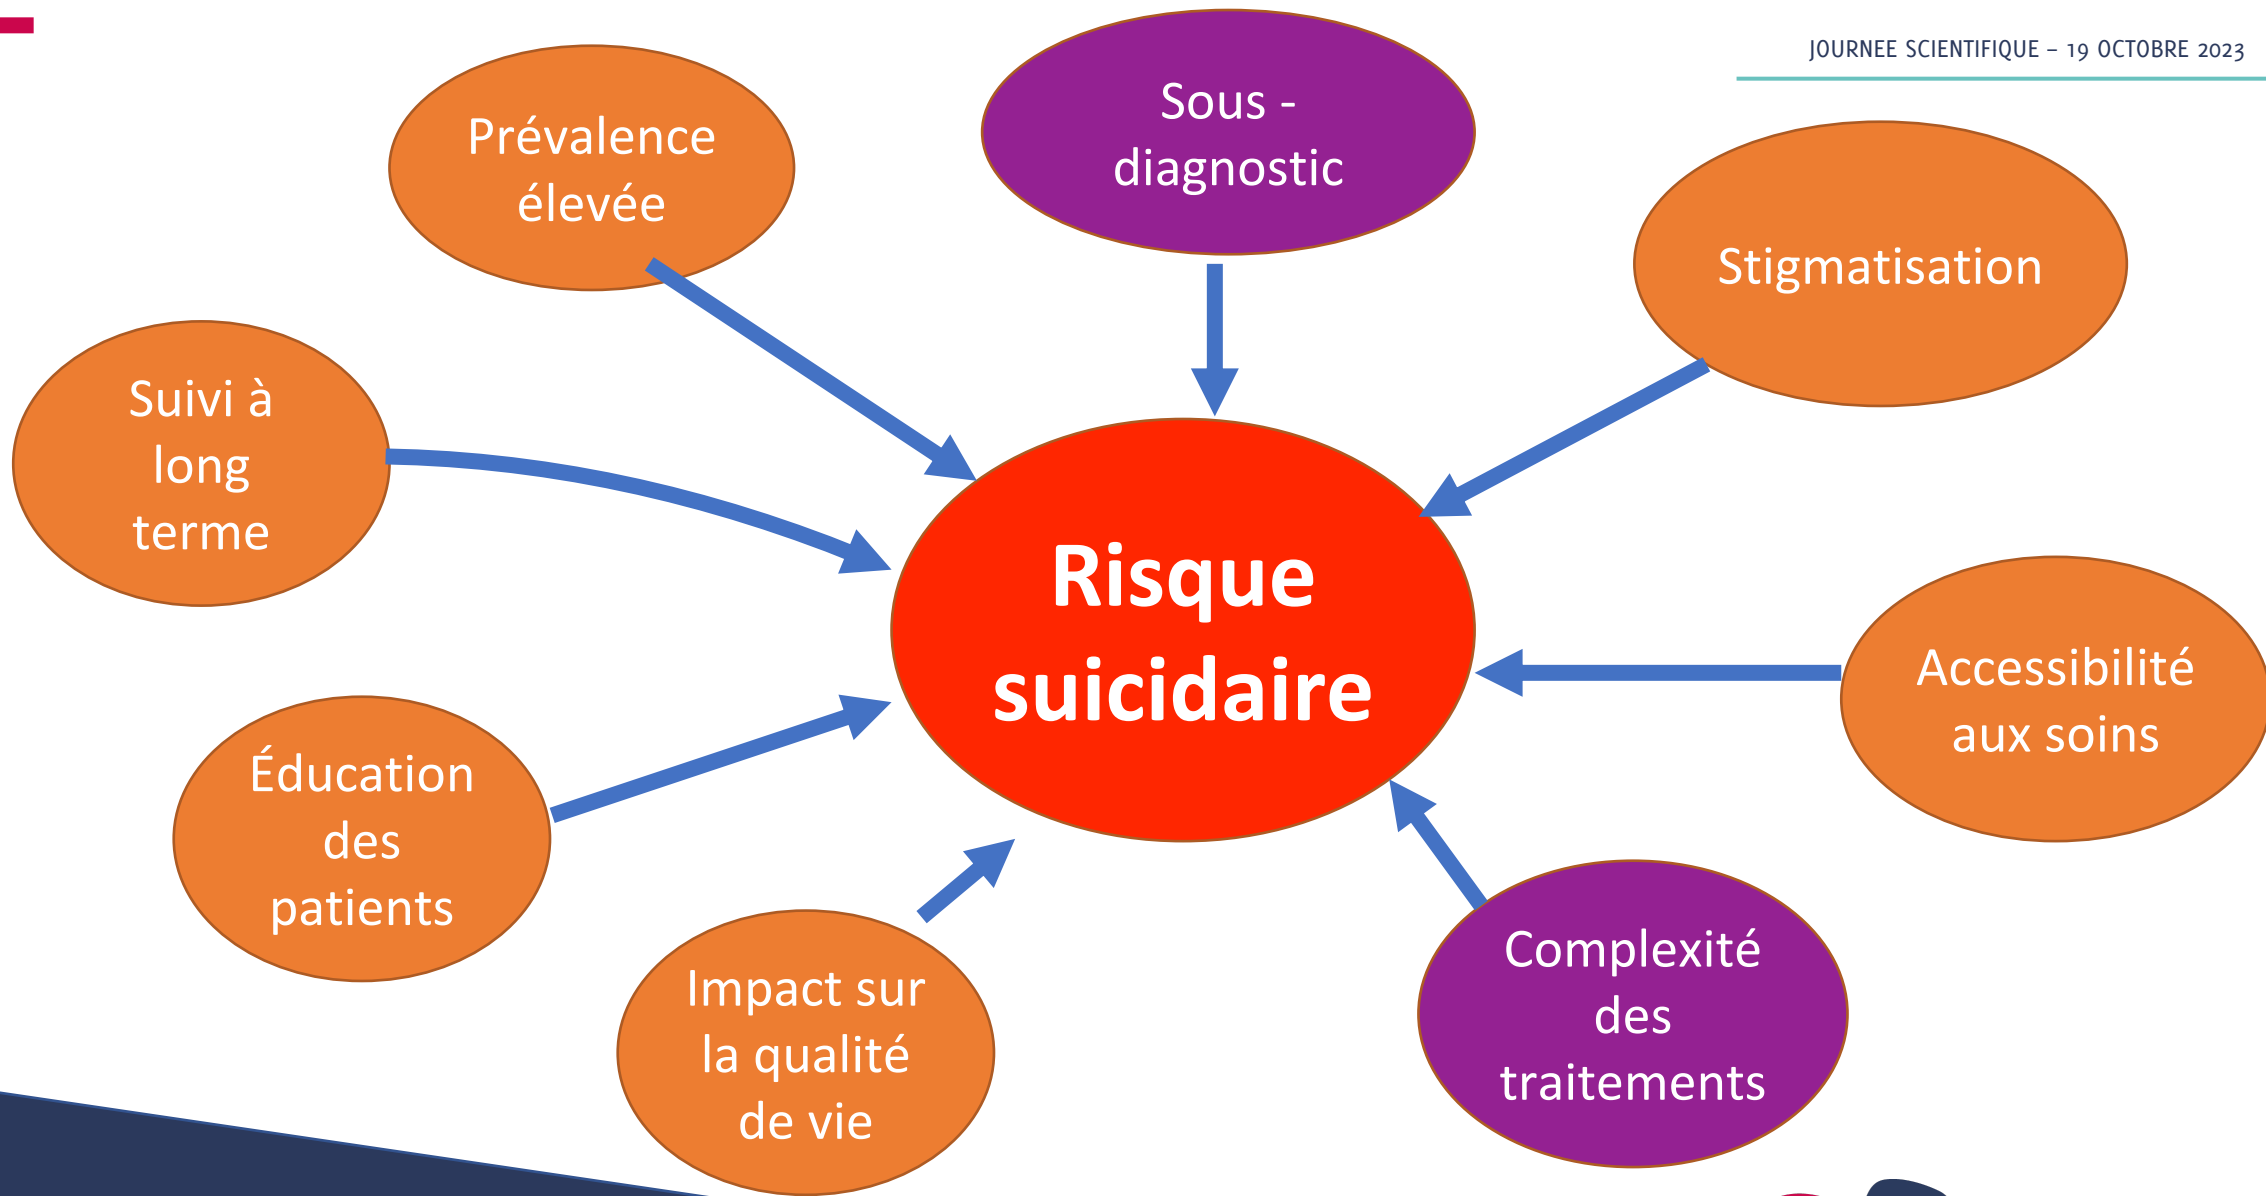 JOURNEE SCIENTIFIQUE – 19 OCTOBRE 2023
Prévalence
élevée
Sous -
diagnostic
Stigmatisation
Suivi à
long
terme
Risque
suicidaire
Accessibilité
aux soins
Éducation
des
patients
Impact sur
la qualité
de vie
Complexité
des
traitements